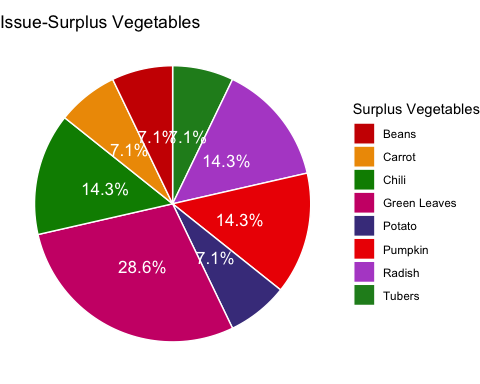 Issue-Surplus Vegetables
7.1% 7.1%
7.1%
14.3%
14.3%
14.3%
7.1%
28.6%
Surplus Vegetables
Beans
Carrot
Chili
Green Leaves
Potato
Pumpkin
Radish
Tubers